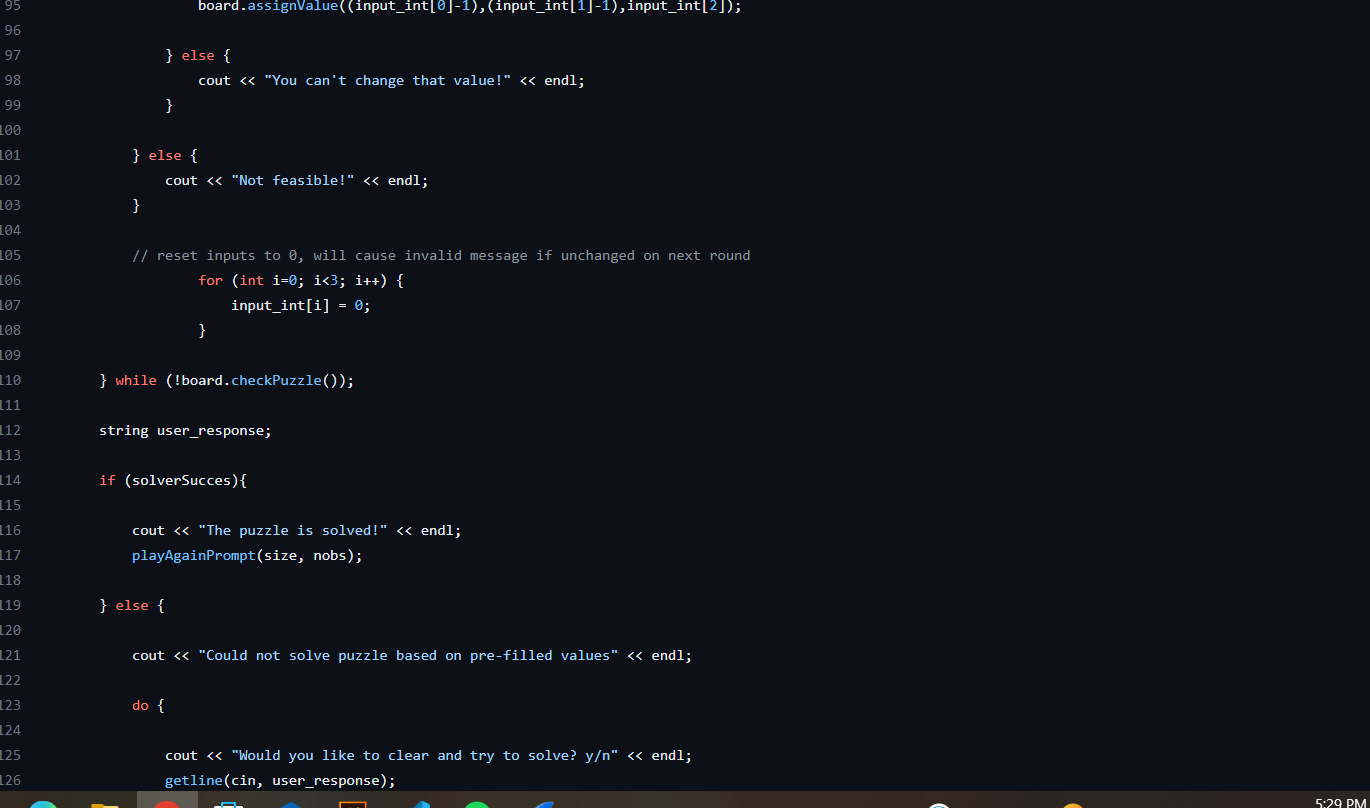 95 board.assignValue((input_int[0]-1),(input_int[1]-1),input_int[2]);
96
97 } else {
98 cout << "You can't change that value!" << endl;
99 }
100
101 } else {
102 cout << "Not feasible!" << endl;
103 }
104
105 // reset inputs to 0, will cause invalid message if unchanged on next round
106 for (int i=0; i<3; i++) {
107 input_int[i] = 0;
108 }
109
110 } while (!board.checkPuzzle());
111
112 string user_response;
113
114 if (solverSucces){
115
116 cout << "The puzzle is solved!" << endl;
117 playAgainPrompt(size, nobs);
118
119 } else {
120
121 cout << "Could not solve puzzle based on pre-filled values" << endl;
122
123 do {
124
125 cout << "Would you like to clear and try to solve? y/n" << endl;
126 getline(cin, user_response);
5:29 PM